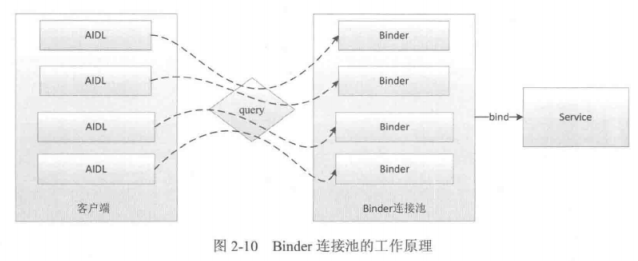 AIDL
Binder
AIDL
Binder
query
AIDL
Binder
bind
Service
AIDL
Binder
客户端
Binder连接池
图 2-10 Binder 连接池的工作原理